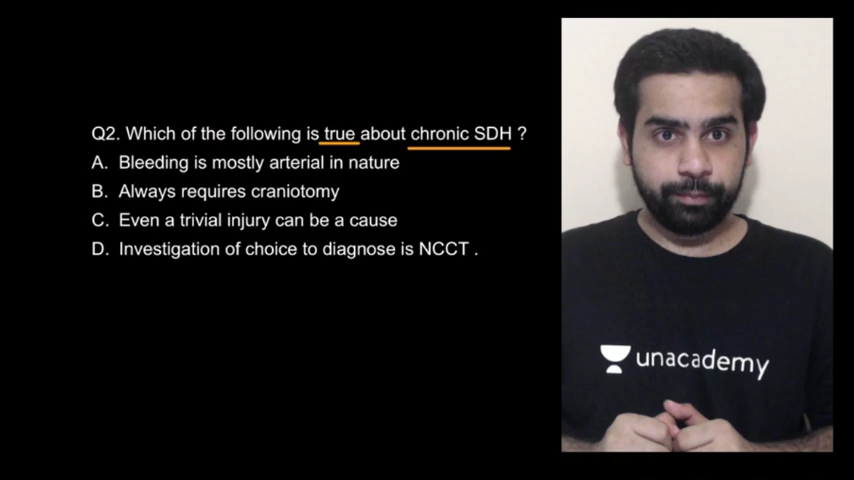 Q2. Which of the following is true about chronic SDH ?
A. Bleeding is mostly arterial in nature
B. Always requires craniotomy
C. Even a trivial injury can be a cause
D. Investigation of choice to diagnose is NCCT .
unacademy